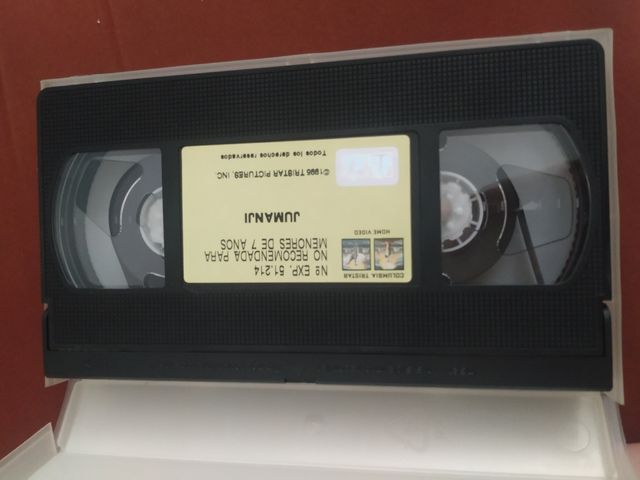 COLUMBIA TRISTAR
HOME VIDEO
Nº EXP. 51.214
NO RECOMENDADA PARA
MENORES DE 7 ANOS
JUMANJI
©1995 TRISTAR PICTURES, INC.
Todos los derechos reservados